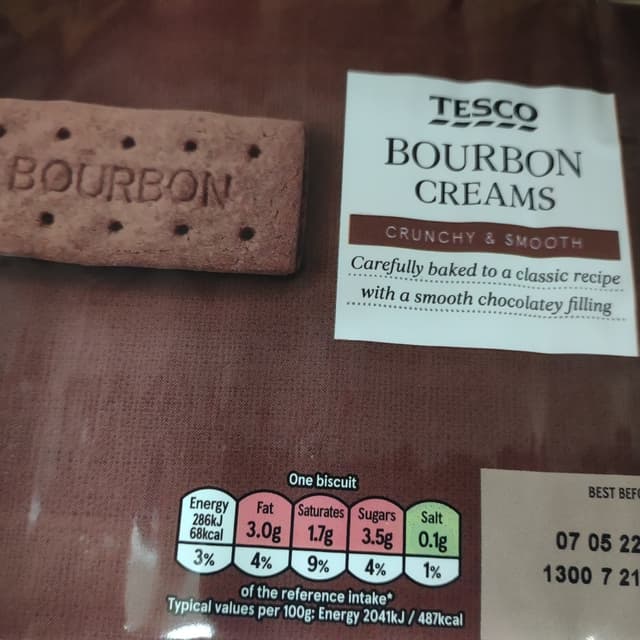 BOURBON
TESCO
BOURBON
CREAMS
CRUNCHY & SMOOTH
Carefully baked to a classic recipe
with a smooth chocolatey filling
One biscuit
Energy
286kJ
68kcal
3%
Fat
3.0g
4%
Saturates
1.7g
9%
Sugars
3.5g
4%
Salt
0.1g
1%
of the reference intake*
Typical values per 100g: Energy 2041kJ / 487kcal
BEST
07 05 22
1300 7 21